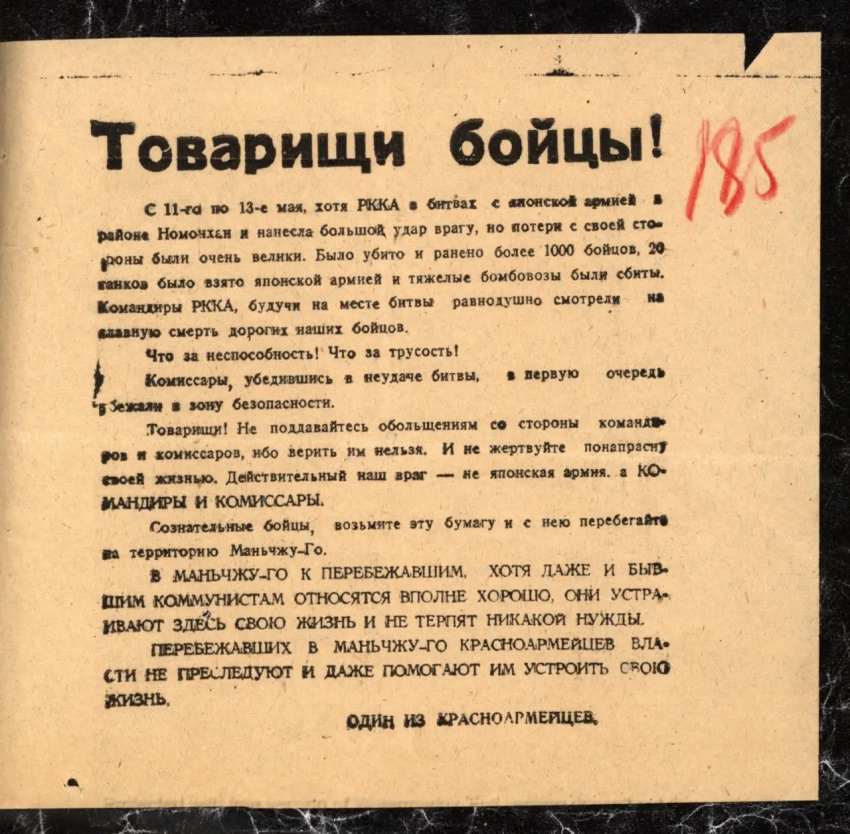 Товарищи бойцы!
185
С 11-го по 13-е мая, хотя РККА в битвах с японской армией в
районе Номонхан и нанесла большой удар врагу, но потери с своей сто-
роны были очень велики. Было убито и ранено более 1000 бойцов, 20
танков было взято японской армией и тяжелые бомбовозы были сбиты.
Командиры РККА, будучи на месте битвы равнодушно смотрели на
славную смерть дорогих наших бойцов.
Что за неспособность! Что за трусость!
Комиссары, убедившись в неудаче битвы, в первую очередь
убежали в зону безопасности.
Товарищи! Не поддавайтесь обольщениям со стороны команди-
ров и комиссаров, ибо верить им нельзя. И не жертвуйте понапрасну
своей жизнью. Действительный наш враг — не японская армия. а КО-
МАНДИРЫ И КОМИССАРЫ.
Сознательные бойцы, возьмите эту бумагу и с нею перебегайте
на территорию Маньчжу-Го.
В МАНЬЧЖУ-ГО К ПЕРЕБЕЖАВШИМ, ХОТЯ ДАЖЕ И БЫВ-
ШИМ КОММУНИСТАМ ОТНОСЯТСЯ ВПОЛНЕ ХОРОШО, ОНИ УСТРА-
ИВАЮТ ЗДЕСЬ СВОЮ ЖИЗНЬ И НЕ ТЕРПЯТ НИКАКОЙ НУЖДЫ.
ПЕРЕБЕЖАВШИХ В МАНЬЧЖУ-ГО КРАСНОАРМЕЙЦЕВ ВЛА-
СТИ НЕ ПРЕСЛЕДУЮТ И ДАЖЕ ПОМОГАЮТ ИМ УСТРОИТЬ СВОЮ
ЖИЗНЬ.
ОДИН ИЗ КРАСНОАРМЕЙЦЕВ.